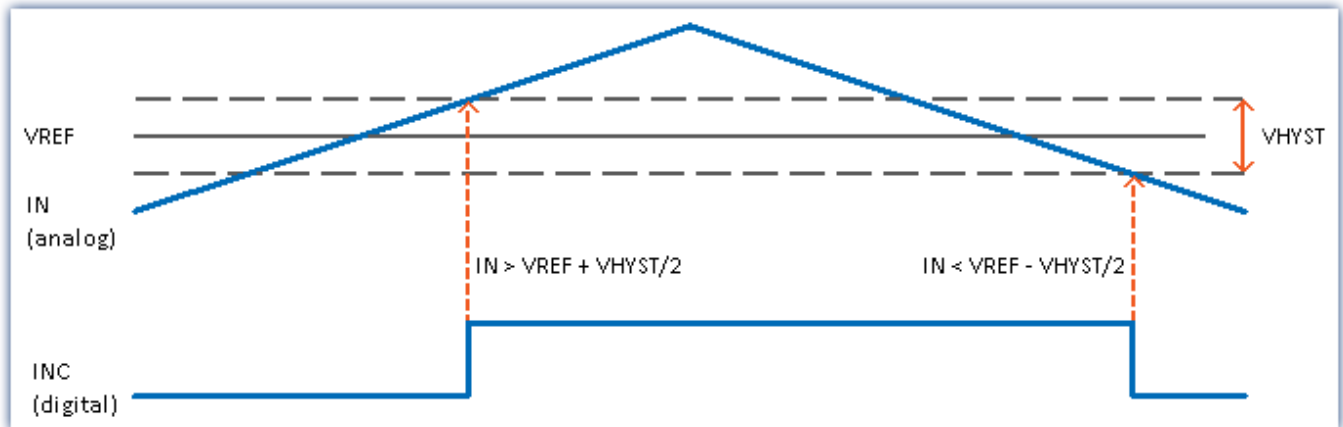 VREF
VHYST
IN
(analog)
IN > VREF + VHYST/2
IN < VREF - VHYST/2
INC
(digital)